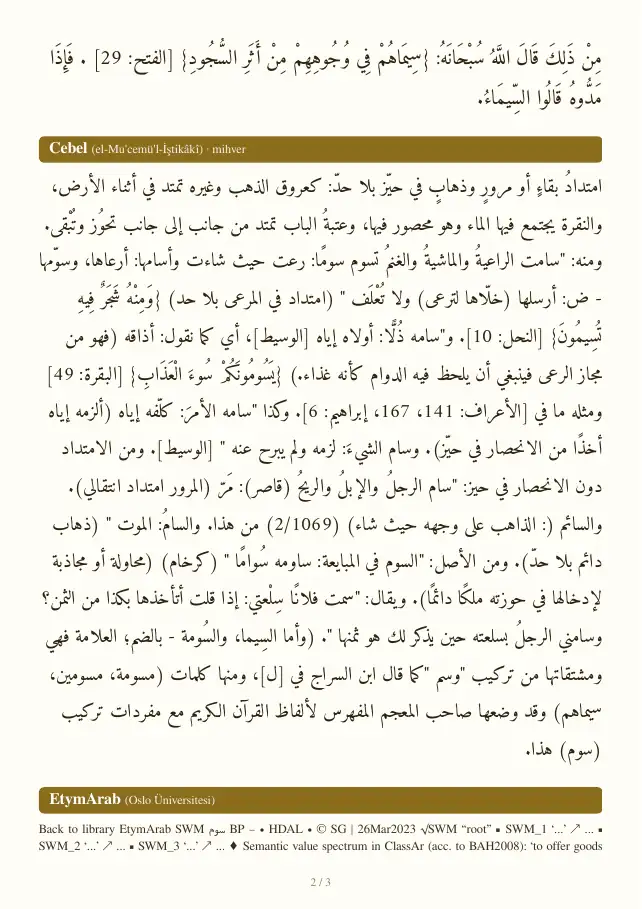 مِنْ ذَلِكَ قَالَ اللَّهُ سُبْحَانَهُ: {سِيمَاهُمْ فِي وُجُوهِهِمْ مِنْ أَثَرِ السُّجُودِ} [الفتح: 29] . فَإِذَا
مَدُّوهُ قَالُوا السِّيمَاءُ.
Cebel (el-Mu'cemü'l-İştikâkî) · mihver
امتدادُ بقاءٍ أو مرورٍ وذهابٍ في حيّز بلا حدّ: كعروق الذهب وغيره تمتد في أثناء الأرض،
والنقرة يجتمع فيها الماء وهو محصور فيها، وعتبةُ الباب تمتد من جانب إلى جانب تحوُز وتُبْقى.
ومنه: "سامت الراعيةُ والماشيةُ والغنمُ تسوم سومًا: رعت حيث شاءت وأسامها: أرعاها، وسوّمها
- ض: أرسلها (خلّاها لترعى) ولا تُعْلَف " (امتداد في المرعى بلا حد) {وَمِنْهُ شَجَرٌ فِيهِ
تُسِيمُونَ} [النحل: 10]. و"سامه ذُلًّا: أولاه إياه [الوسيط]، أي كما نقول: أذاقه (فهو من
مجاز الرعى فينبغي أن يلحظ فيه الدوام كأنه غذاء.) {يَسُومُونَكُمْ سُوءَ الْعَذَابِ} [البقرة: 49]
ومثله ما في [الأعراف: 141، 167، إبراهيم: 6]. وكذا "سامه الأمرَ: كلّفه إياه (ألزمه إياه
أخذًا من الانحصار في حيّز). وسام الشيءَ: لزمه ولم يبرح عنه " [الوسيط]. ومن الامتداد
دون الانحصار في حيز: "سام الرجلُ والإبلُ والريحُ (قاصر): مَرّ (المرور امتداد انتقالي).
والسائم (: الذاهب على وجهه حيث شاء) (2/1069) من هذا. والسامُ: الموت " (ذهاب
دائم بلا حدّ). ومن الأصل: "السوم في المبايعة: ساومه سُوامًا " (كرخام) (محاولة أو مجاذبة
لإدخالها في حوزته ملكًا دائمًا). ويقال: "سمت فلانًا سِلْعتي: إذا قلت أتأخذها بكذا من الثمن؟
وسامني الرجلُ بسلعته حين يذكر لك هو ثمنها ". (وأما السيما، والسُومة - بالضم؛ العلامة فهي
ومشتقاتها من تركيب "وسم "كما قال ابن السراج في [ل]، ومنها كلمات (مسومة، مسومين،
سيماهم) وقد وضعها صاحب المعجم المفهرس لألفاظ القرآن الكريم مع مفردات تركيب
(سوم) هذا.
EtymArab (Oslo Üniversitesi)
Back to library EtymArab SWM سوم BP – • HDAL • © SG | 26Mar2023 √SWM “root” ▪ SWM_1 ‘...’ ↗ ... ▪
SWM_2 ‘...’ ↗ ... ▪ SWM_3 ‘...’ ↗ ... ♦ Semantic value spectrum in ClassAr (acc. to BAH2008): ‘to offer goods
2 / 3